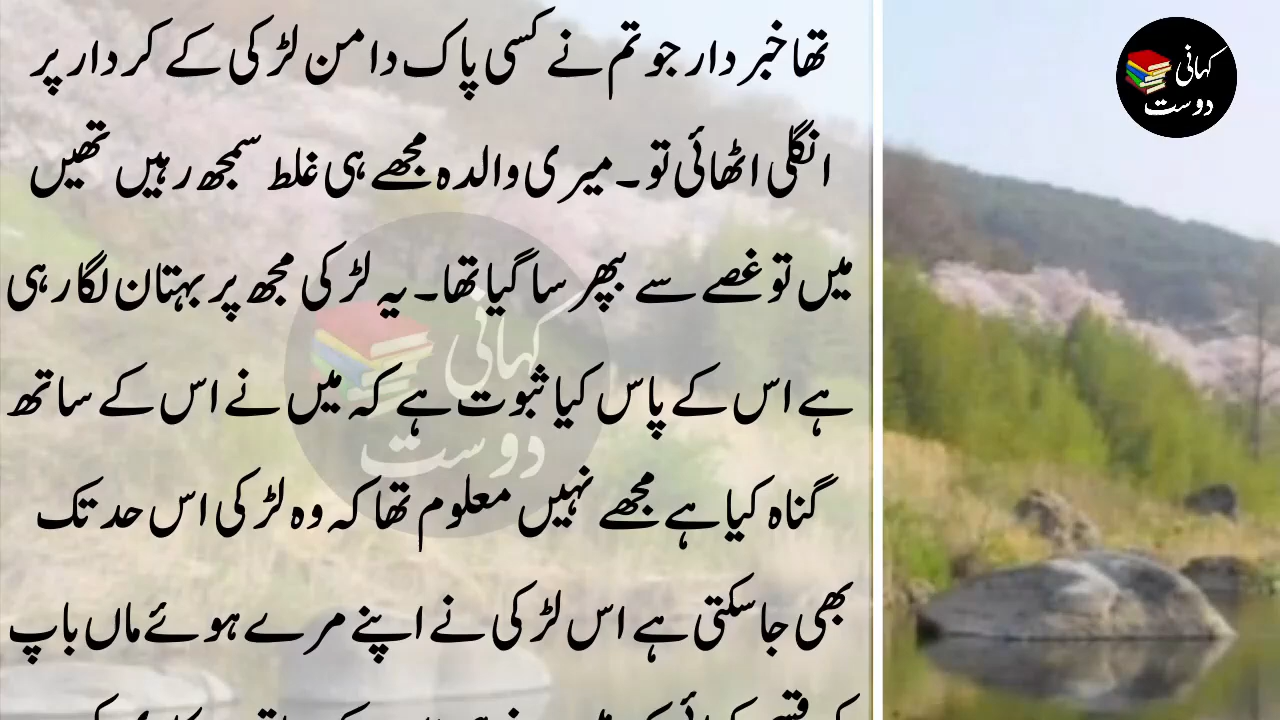 تھا خبر دار جو تم نے کسی پاک دامن لڑکی کے کردار پر
انگلی اٹھائی تو۔ میری والدہ مجھے ہی غلط سمجھ رہیں تھیں
میں تو غصے سے بپھر سا گیا تھا۔ یہ لڑکی مجھ پر بہتان لگا رہی
ہے اس کے پاس کیا ثبوت ہے کہ میں نے اس کے ساتھ
گناہ کیا ہے مجھے نہیں معلوم تھا کہ وہ لڑکی اس حد تک
بھی جا سکتی ہے اس لڑکی نے اپنے مرے ہوئے ماں باپ
کہانی
دوست
کہانی
دوست